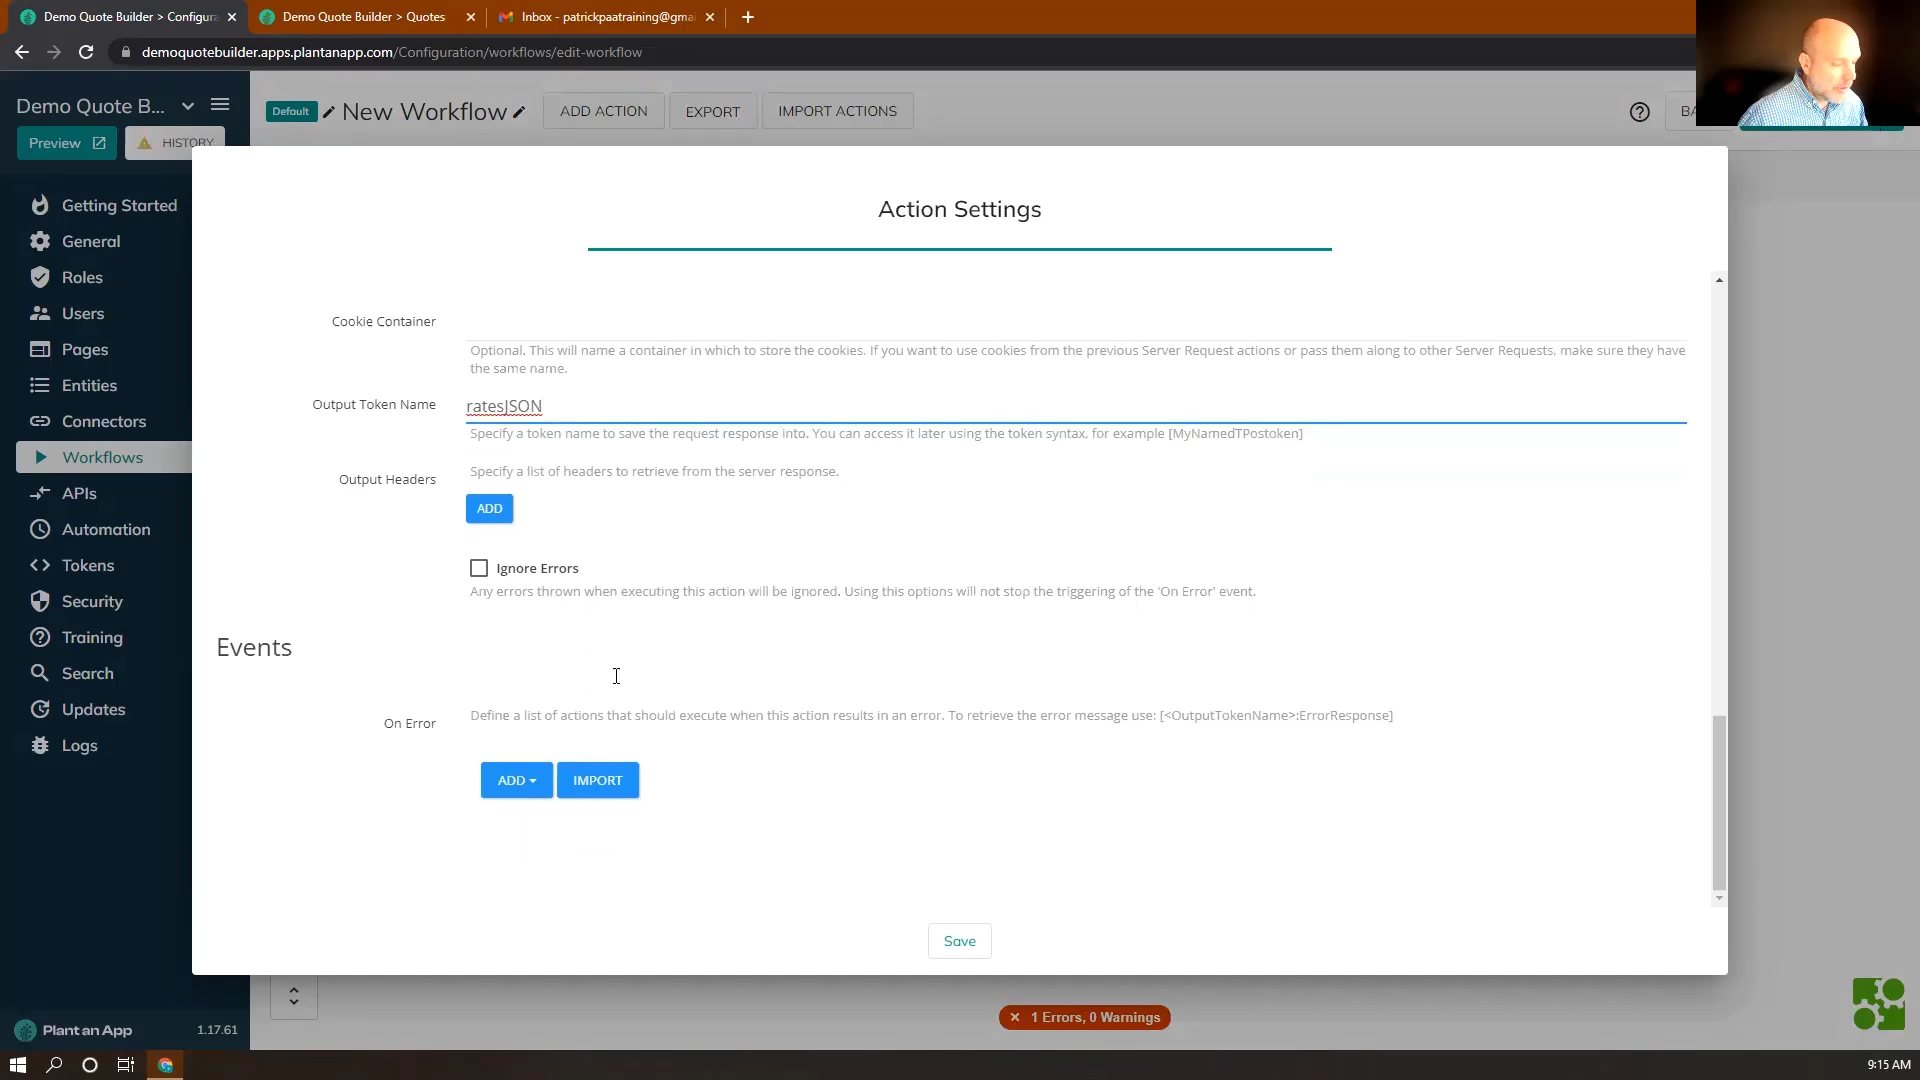 Demo Quote Builder > Configura
Demo Quote Builder > Quotes
Inbox - patrickpaatraining@gma
demoquotebuilder.apps.plantanapp.com/Configuration/workflows/edit-workflow
Demo Quote B...
Preview
HISTORY
Default
New Workflow
ADD ACTION
EXPORT
IMPORT ACTIONS
BA
Getting Started
General
Roles
Users
Pages
Entities
Connectors
Workflows
APIs
Automation
Tokens
Security
Training
Search
Updates
Logs
Plant an App
1.17.61
Action Settings
Cookie Container
Optional. This will name a container in which to store the cookies. If you want to use cookies from the previous Server Request actions or pass them along to other Server Requests, make sure they have
the same name.
Output Token Name
ratesJSON
Specify a token name to save the request response into. You can access it later using the token syntax, for example [MyNamedTPostoken]
Output Headers
Specify a list of headers to retrieve from the server response.
ADD
Ignore Errors
Any errors thrown when executing this action will be ignored. Using this options will not stop the triggering of the 'On Error' event.
Events
On Error
Define a list of actions that should execute when this action results in an error. To retrieve the error message use: [<OutputTokenName>:ErrorResponse]
ADD
IMPORT
Save
1 Errors, 0 Warnings
9:15 AM